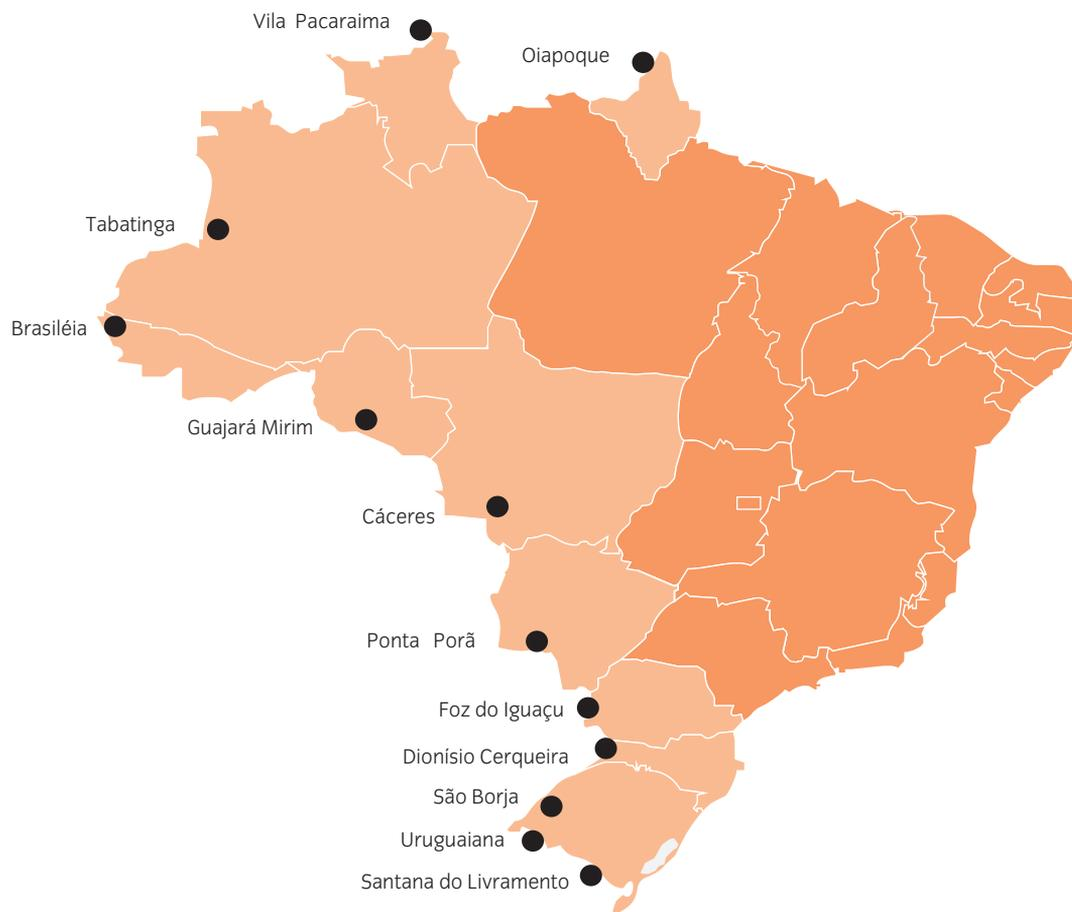 Vila Pacaraima
Oiapoque
Tabatinga
Brasiléia
Guajará Mirim
Cáceres
Ponta Porã
Foz do Iguaçu
Dionísio Cerqueira
São Borja
Uruguaiana
Santana do Livramento